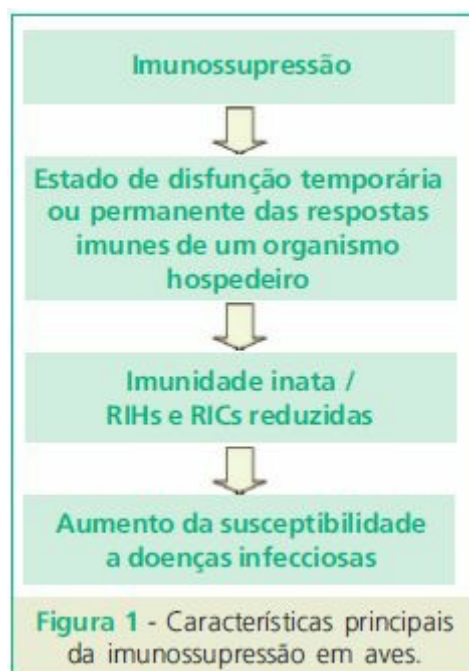 Imunossupressão
Estado de disfunção temporária
ou permanente das respostas
imunes de um organismo
hospedeiro
Imunidade inata /
RIHs e RICs reduzidas
Aumento da susceptibilidade
a doenças infecciosas
Figura 1 - Características principais
da imunossupressão em aves.